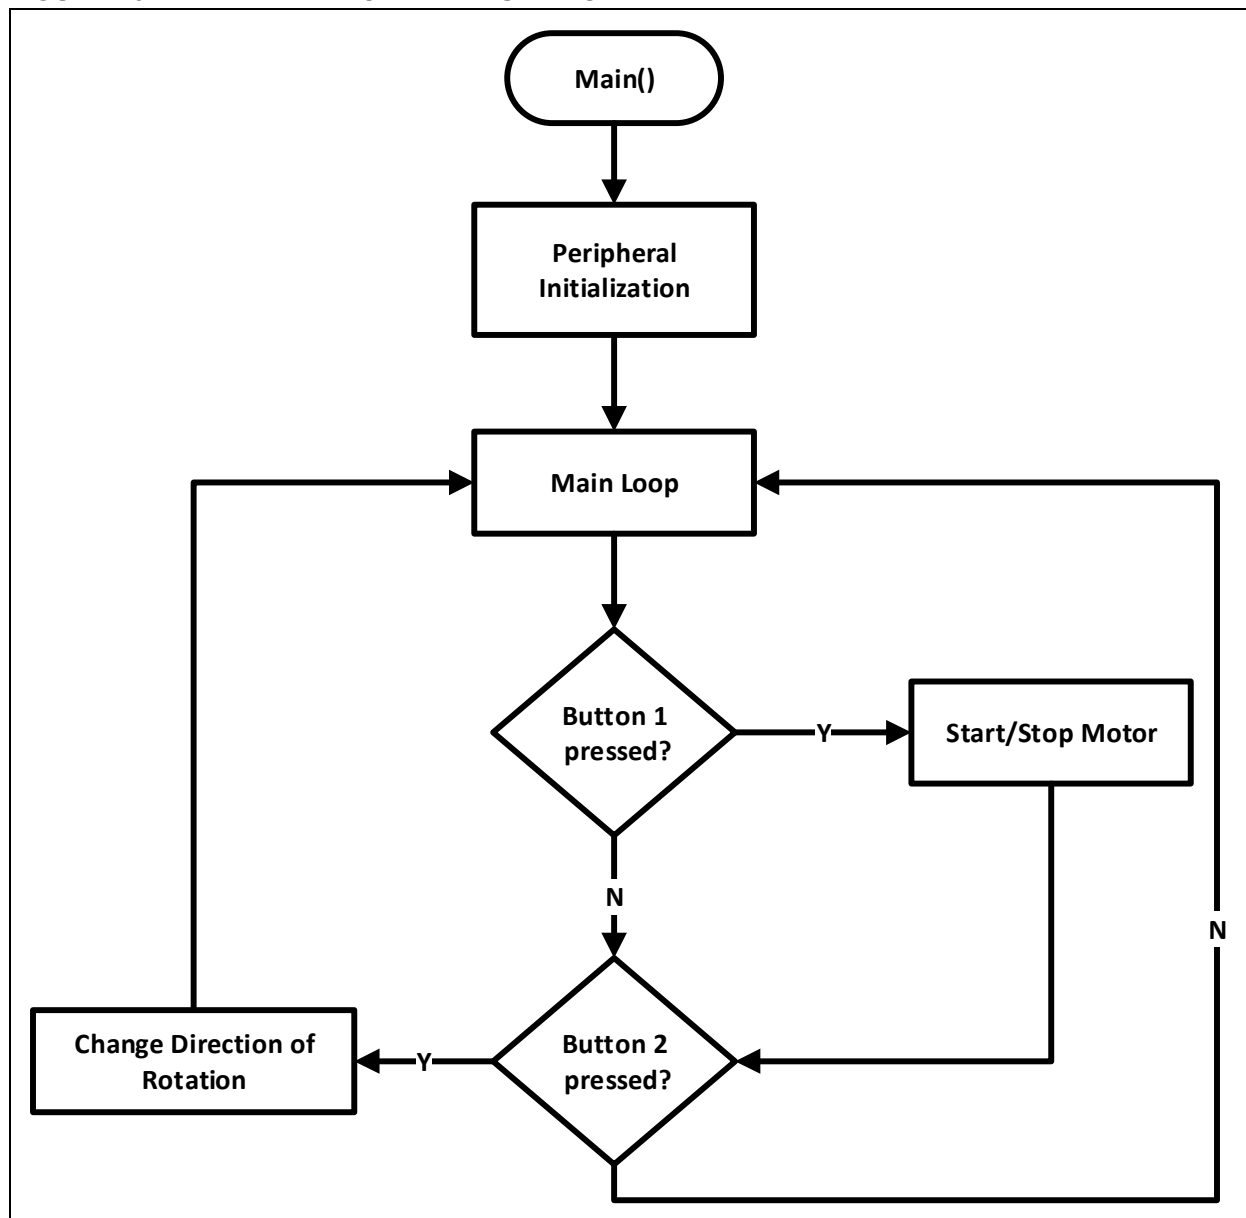 Main()
Peripheral
Initialization
Main Loop
Button 1
pressed?
Y
Start/Stop Motor
N
N
Change Direction of
Rotation
Y
Button 2
pressed?